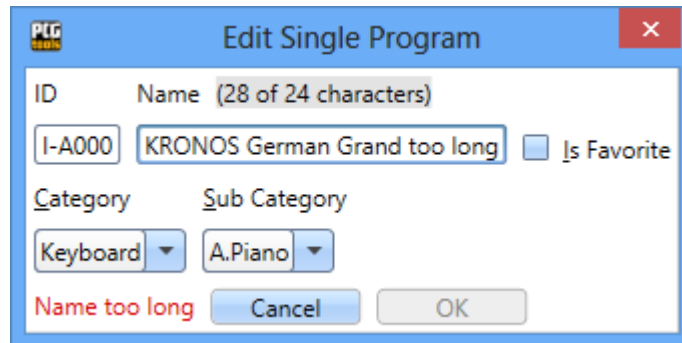 PCG tools Edit Single Program
ID Name (28 of 24 characters)
I-A000 KRONOS German Grand too long Is Favorite
Category Sub Category
Keyboard A.Piano
Name too long Cancel OK